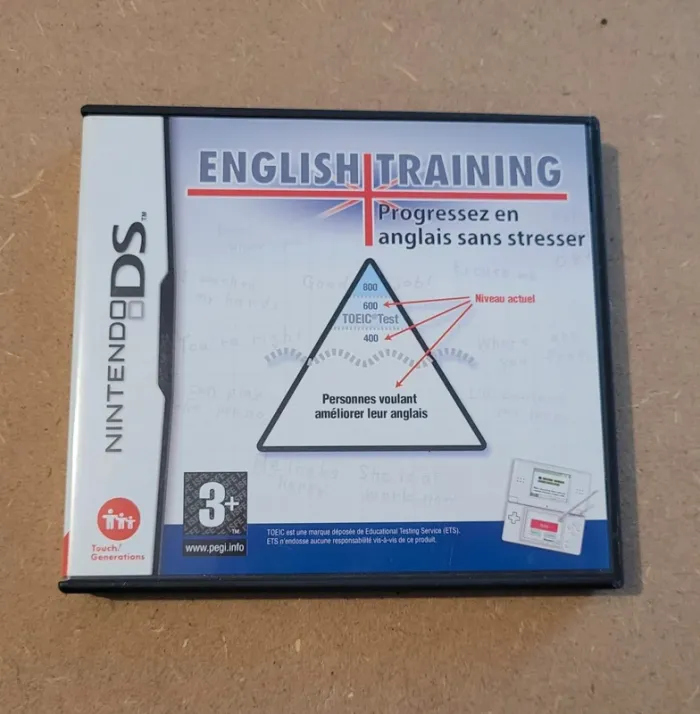 NINTENDO DS™
Touch!
Generations
ENGLISH TRAINING
Progressez en
anglais sans stresser
800
600
TOEIC® Test
400
Niveau actuel
Personnes voulant
améliorer leur anglais
3+
™
www.pegi.info
TOEIC est une marque déposée de Educational Testing Service (ETS).
ETS n'endosse aucune responsabilité vis-à-vis de ce produit.